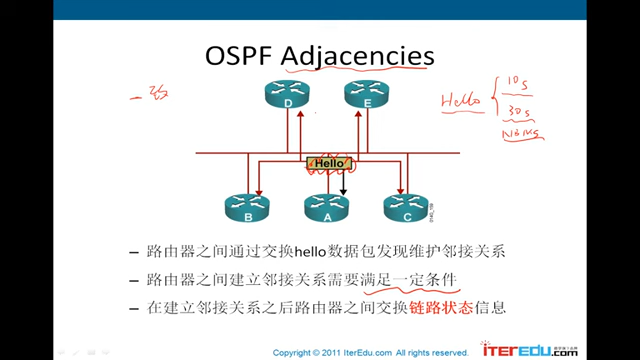 OSPF Adjacencies
一致
D
E
Hello
10s
30s
NBMA
Hello
B
A
C
– 路由器之间通过交换hello数据包发现维护邻接关系
– 路由器之间建立邻接关系需要满足一定条件
– 在建立邻接关系之后路由器之间交换链路状态信息
Copyright © 2011 IterEdu.com All rights reserved.
iTEREDU.com